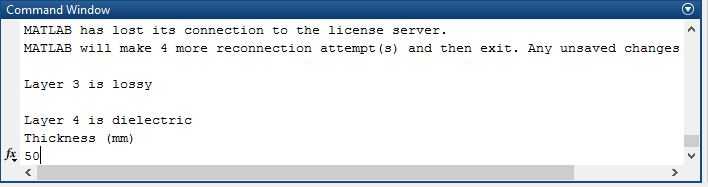 Command Window
MATLAB has lost its connection to the license server.
MATLAB will make 4 more reconnection attempt(s) and then exit. Any unsaved changes
Layer 3 is lossy
Layer 4 is dielectric
Thickness (mm)
fx 50